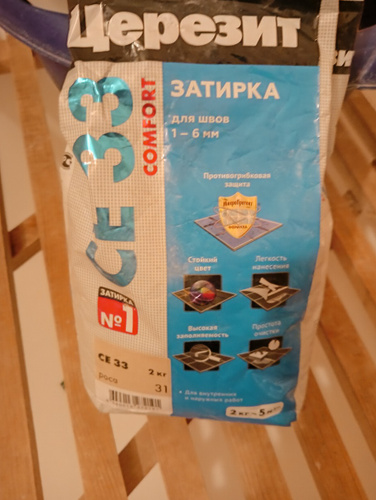 Церезит
CE 33
COMFORT
ЗАТИРКА
для швов
1 – 6 мм
Противогрибковая
защита
Стойкий
цвет
Легкость
нанесения
ЗАТИРКА
№1
Высокая
заполняемость
Простота
очистки
CE 33
2 кг
роса
31
• Для внутренних
и наружных работ
2 кг ~ 5